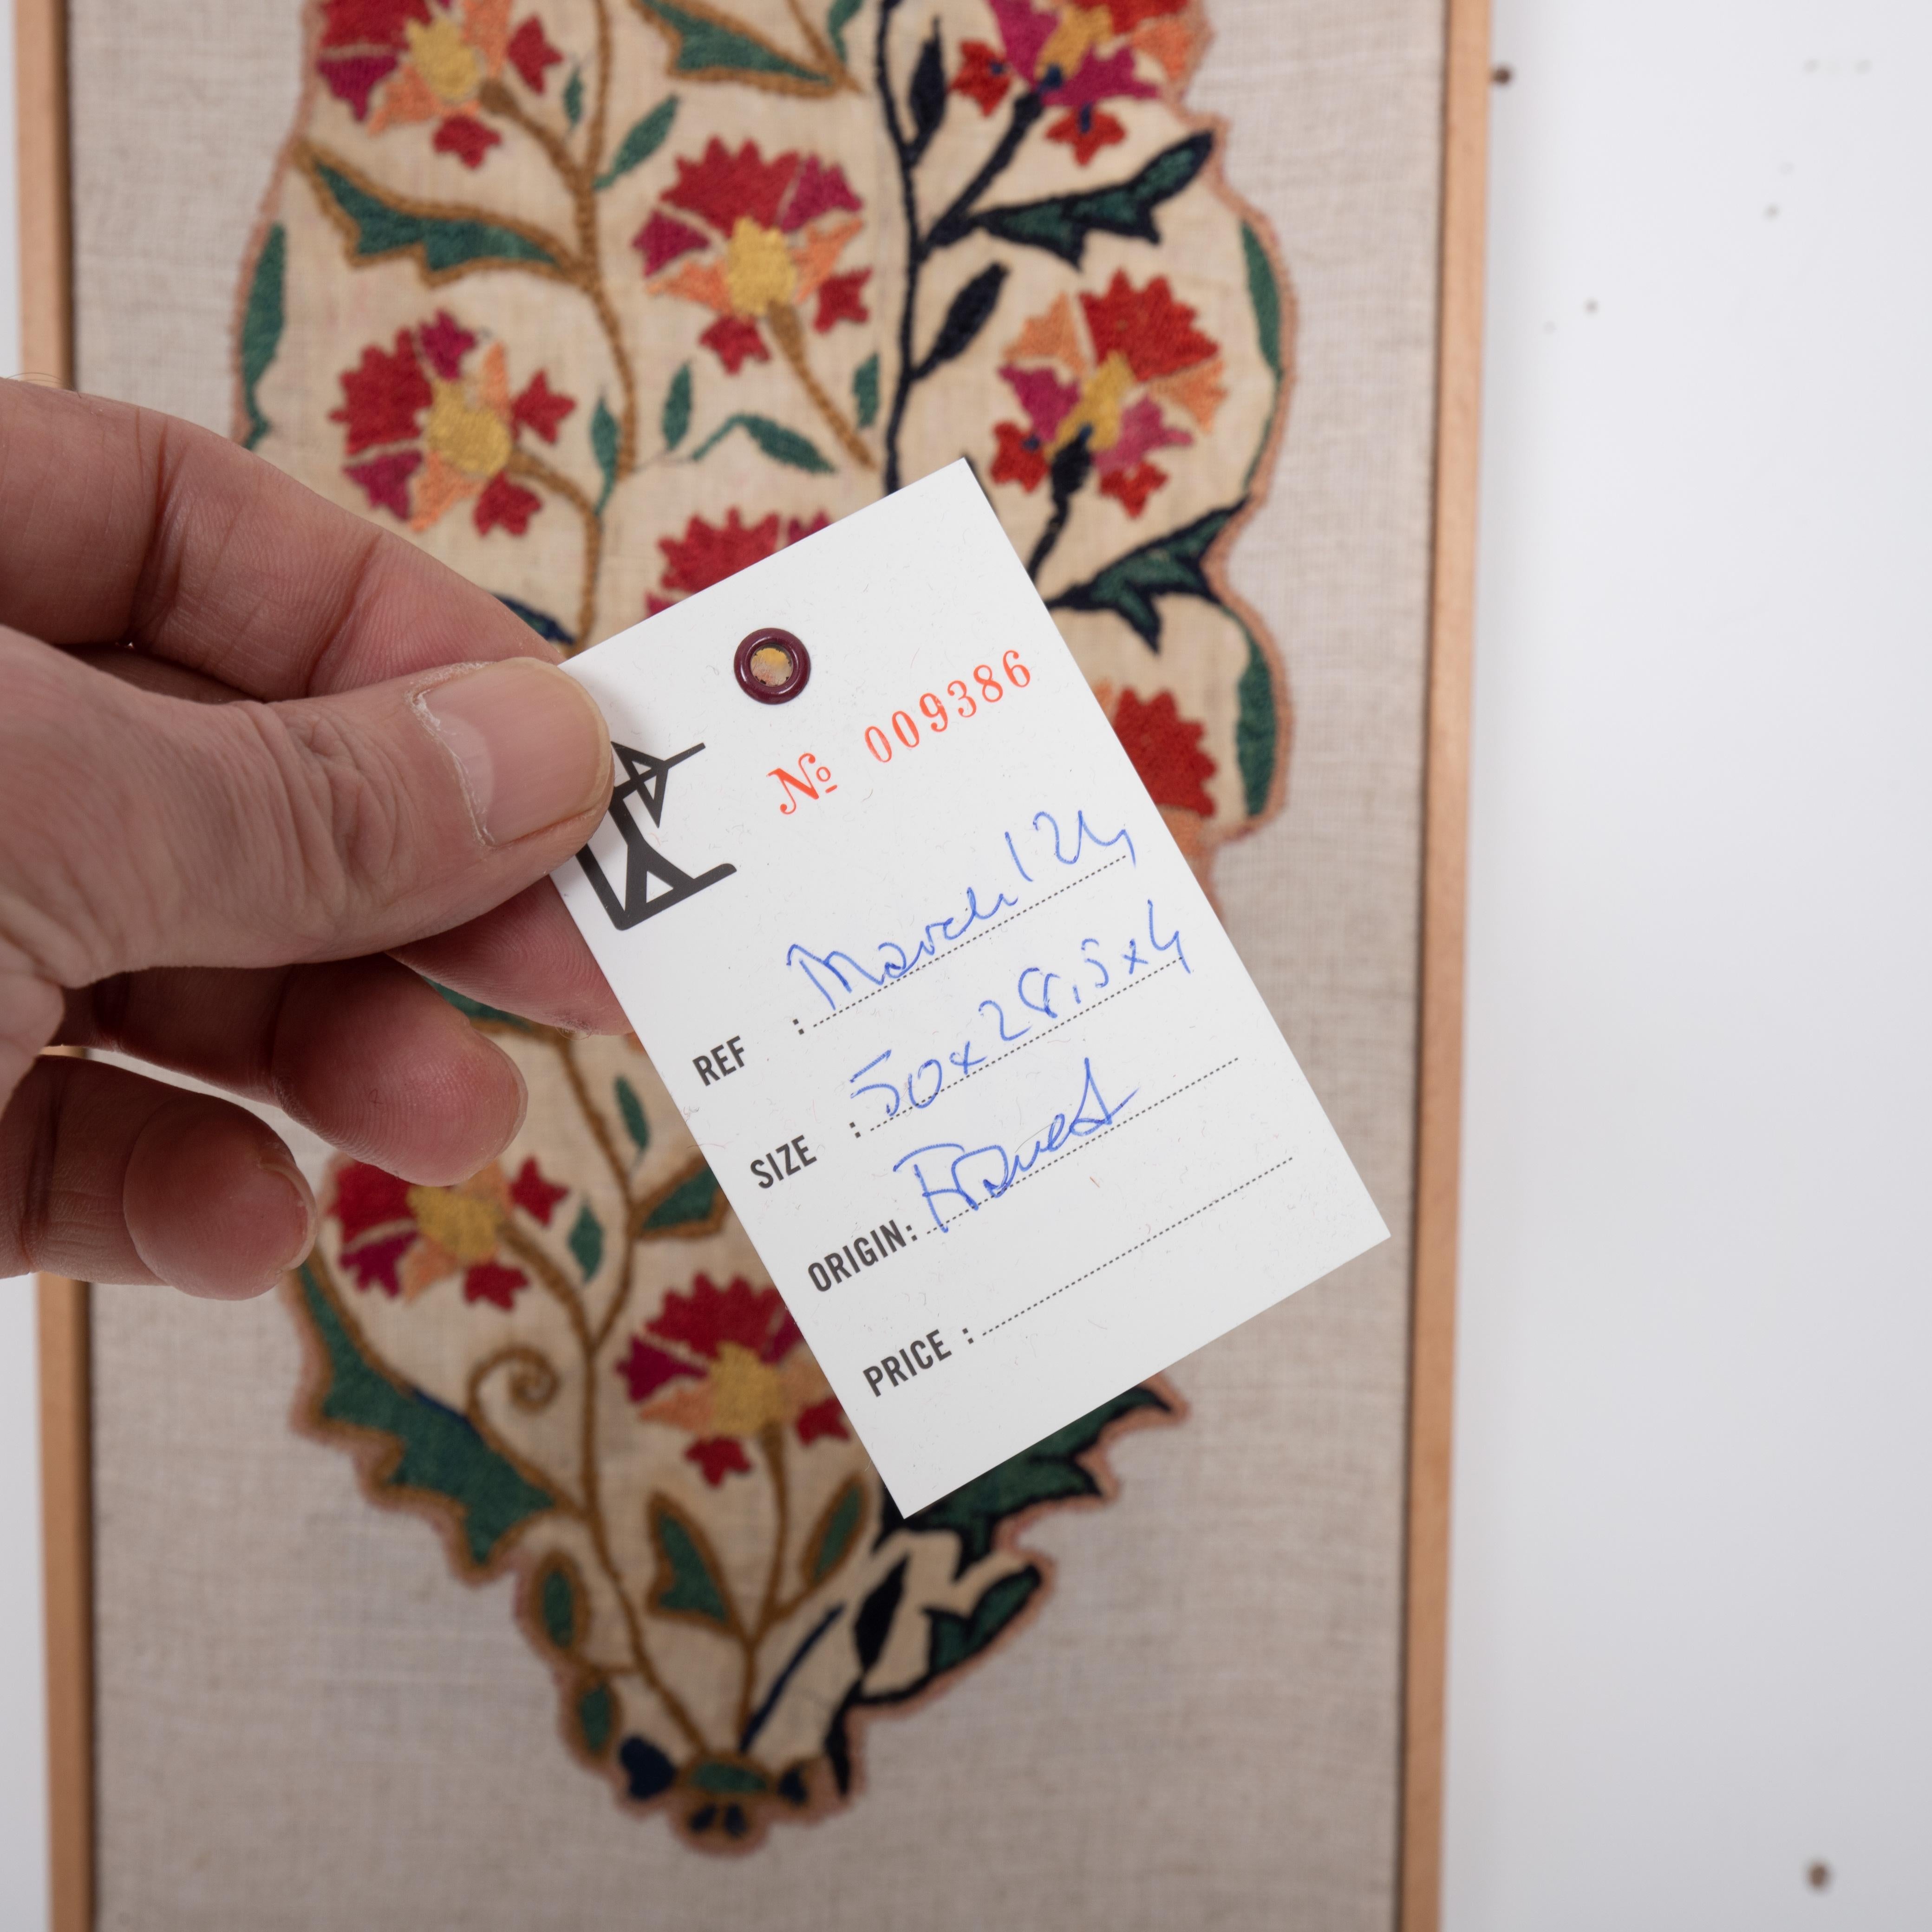 № 009386
REF : March 124
SIZE : 50x28,5x4
ORIGIN:
PRICE :